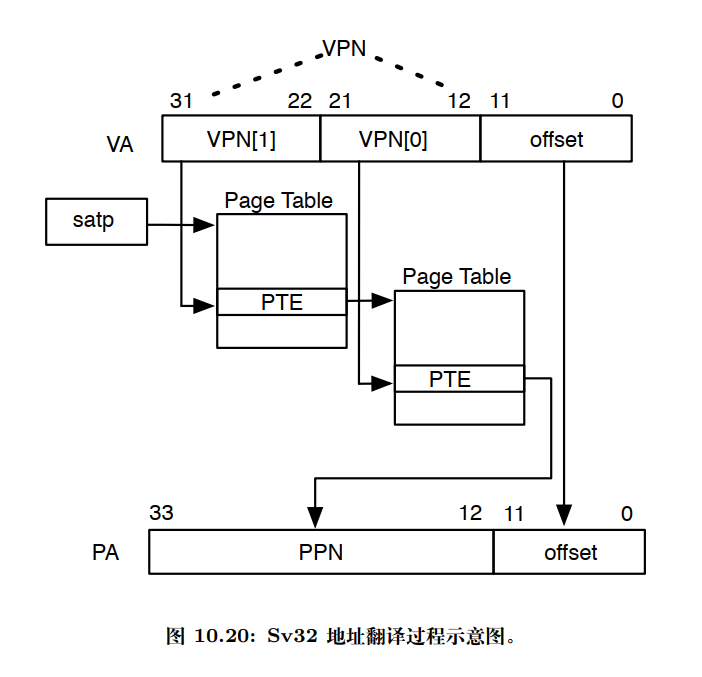 VPN
31 22 21 12 11 0
VA VPN[1] VPN[0] offset
Page Table
satp
Page Table
PTE
PTE
33 12 11 0
PA PPN offset
图 10.20: Sv32 地址翻译过程示意图。